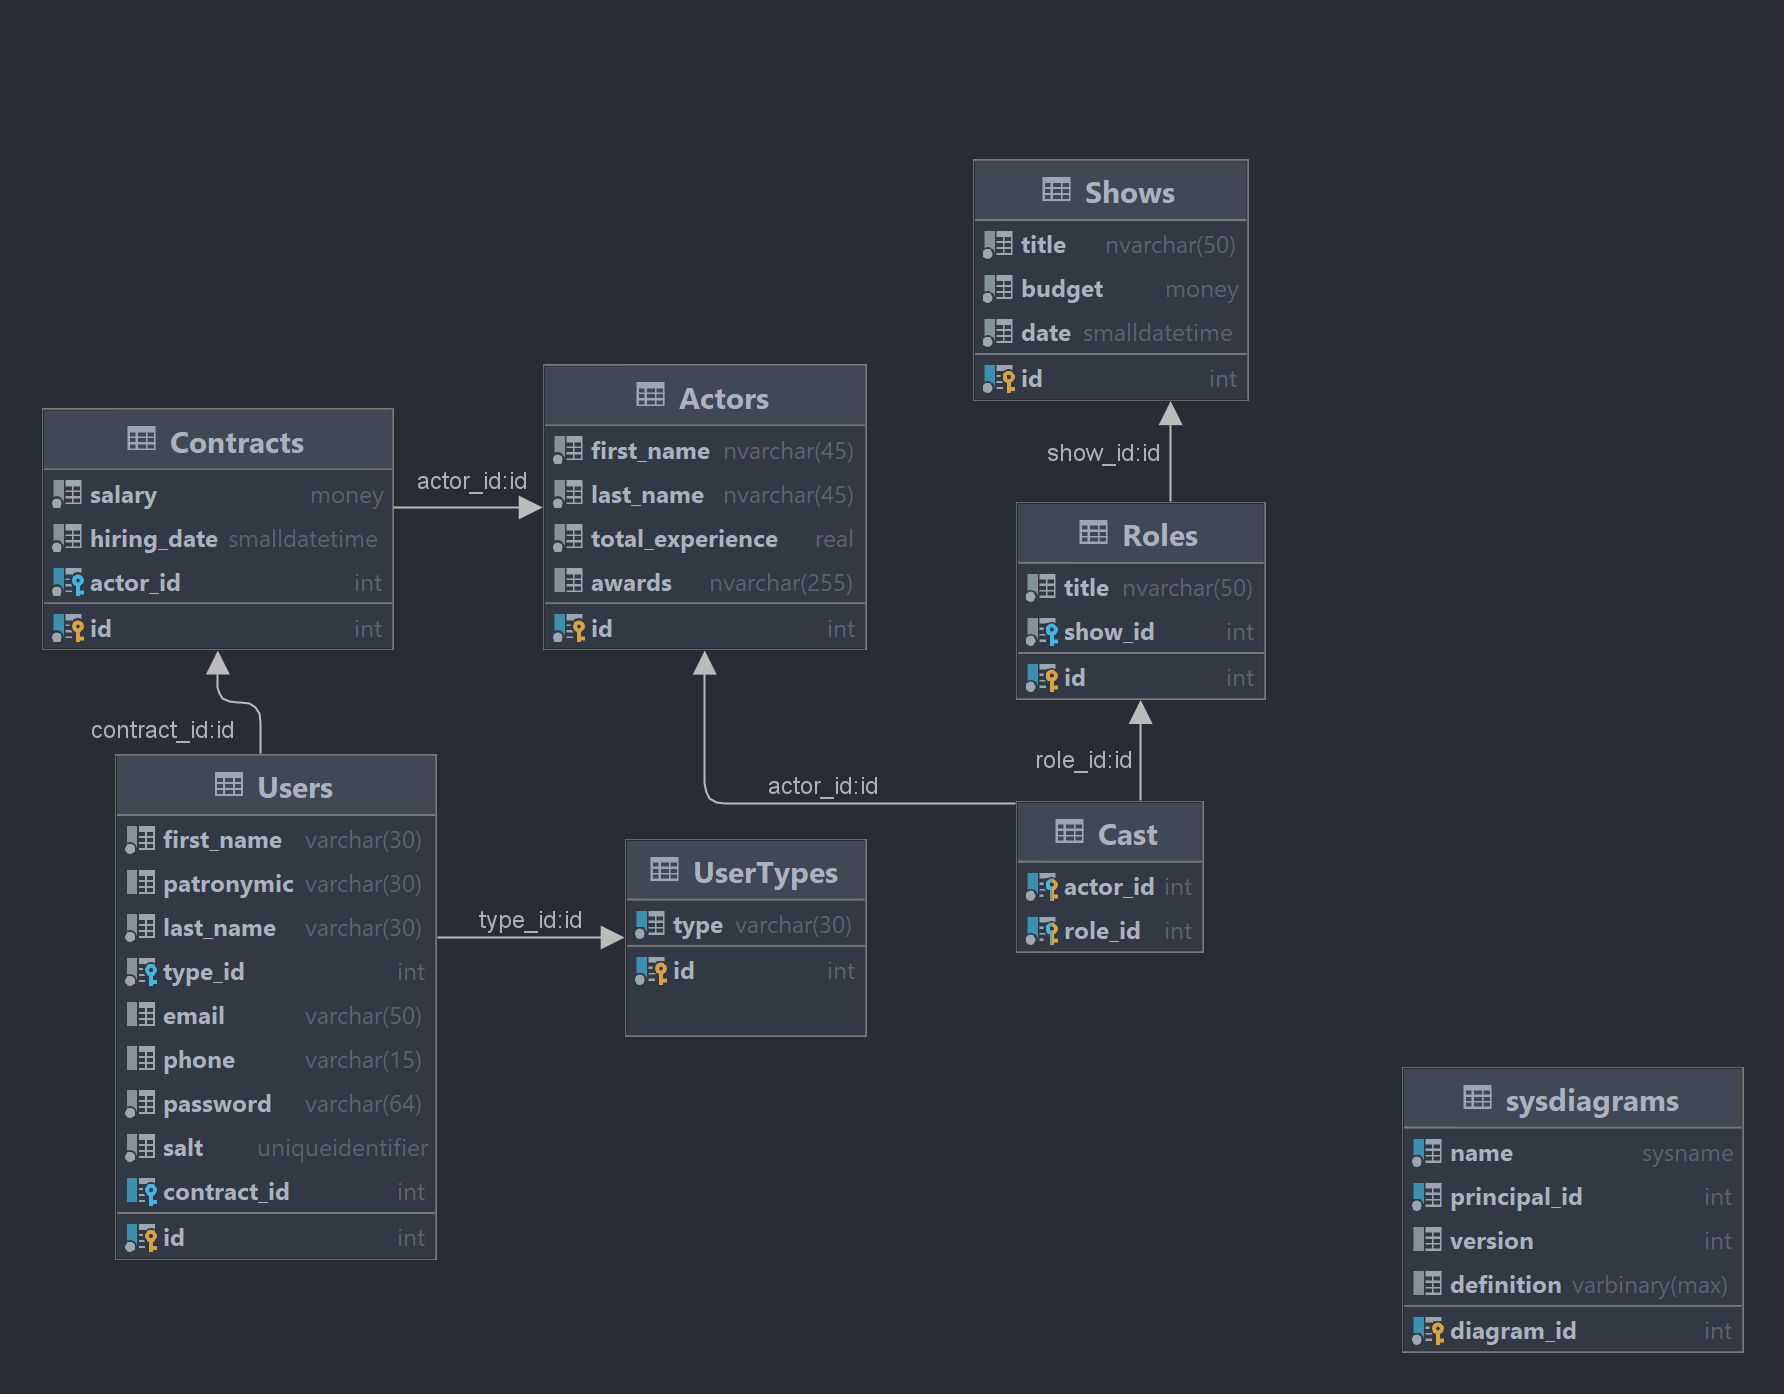 Shows
title nvarchar(50)
budget money
date smalldatetime
id int
show_id:id
Actors
first_name nvarchar(45)
last_name nvarchar(45)
total_experience real
awards nvarchar(255)
id int
Contracts
salary money
hiring_date smalldatetime
actor_id int
id int
actor_id:id
Roles
title nvarchar(50)
show_id int
id int
contract_id:id
role_id:id
actor_id:id
Users
first_name varchar(30)
patronymic varchar(30)
last_name varchar(30)
type_id int
email varchar(50)
phone varchar(15)
password varchar(64)
salt uniqueidentifier
contract_id int
id int
type_id:id
UserTypes
type varchar(30)
id int
Cast
actor_id int
role_id int
sysdiagrams
name sysname
principal_id int
version int
definition varbinary(max)
diagram_id int